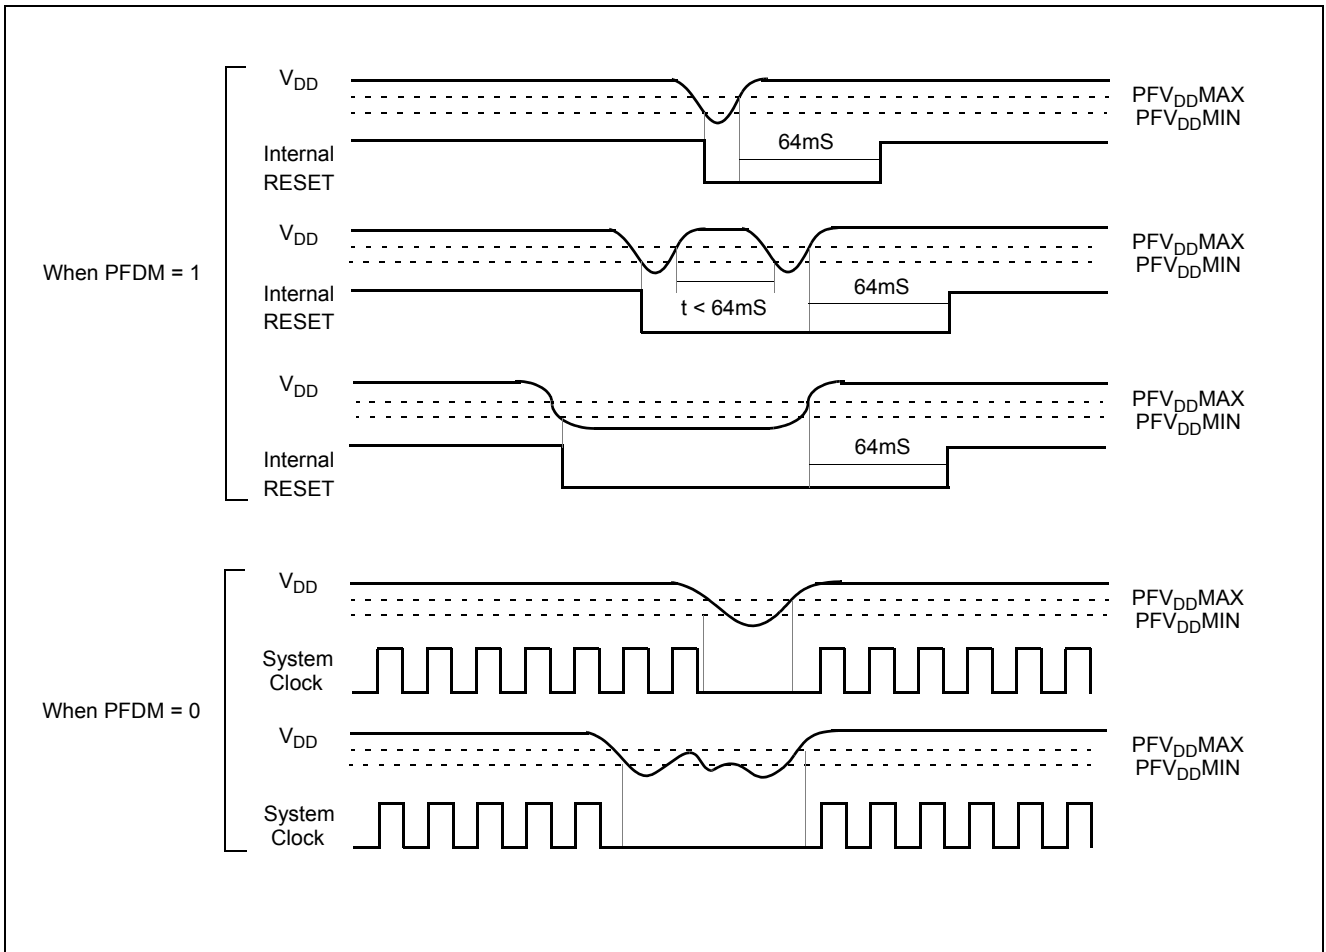 When PFDM = 1
VDD
PFVDDMAX
PFVDDMIN
Internal
RESET
64mS
VDD
PFVDDMAX
PFVDDMIN
Internal
RESET
t < 64mS
64mS
VDD
PFVDDMAX
PFVDDMIN
Internal
RESET
64mS
When PFDM = 0
VDD
PFVDDMAX
PFVDDMIN
System
Clock
VDD
PFVDDMAX
PFVDDMIN
System
Clock